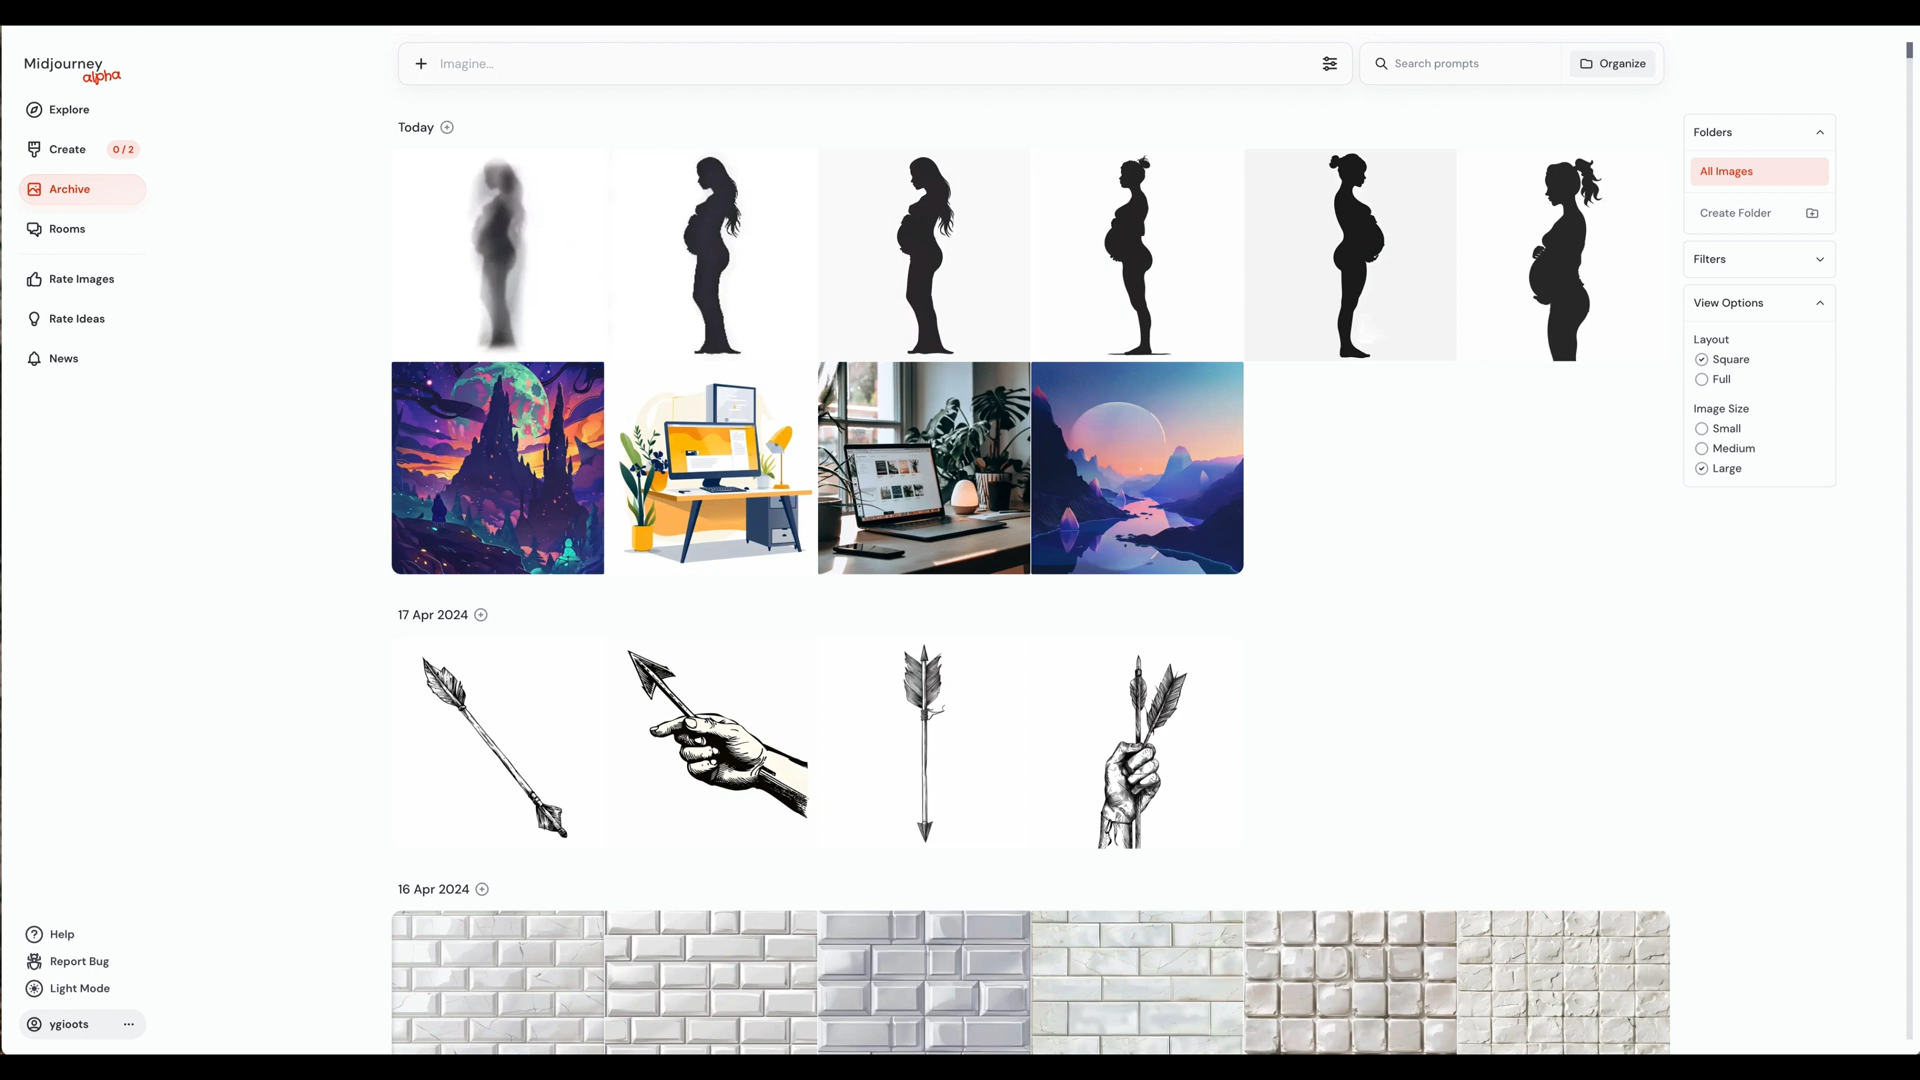 Midjourney
alpha
Explore
Create 0 / 2
Archive
Rooms
Rate Images
Rate Ideas
News
Help
Report Bug
Light Mode
ygioots ...
Imagine...
Search prompts
Organize
Today
17 Apr 2024
16 Apr 2024
Folders
All Images
Create Folder
Filters
View Options
Layout
Square
Full
Image Size
Small
Medium
Large